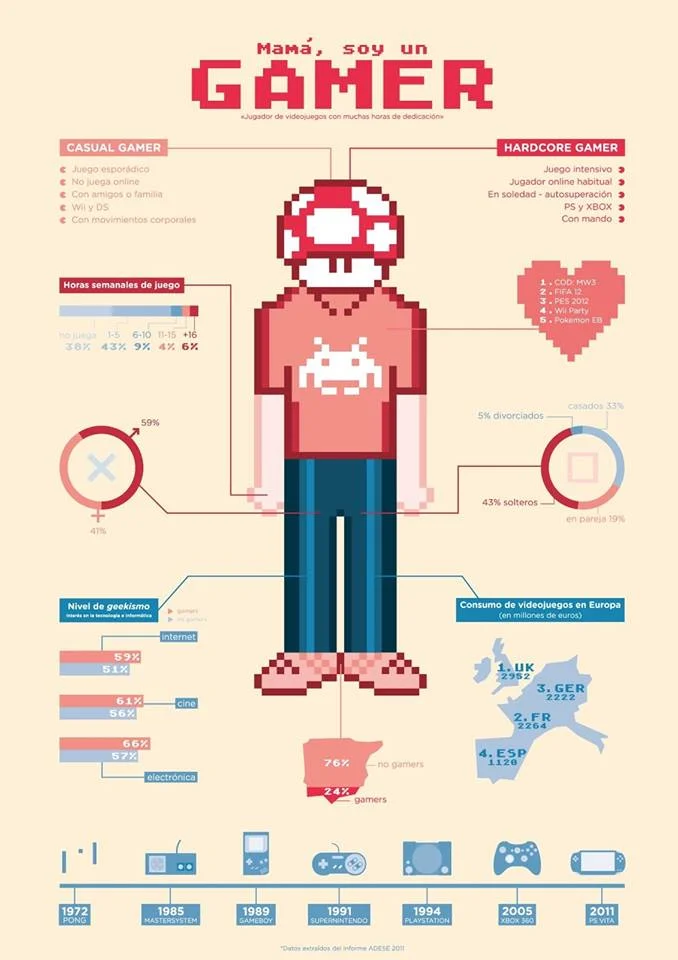 Mamá, soy un
GAMER
«Jugador de videojuegos con muchas horas de dedicación»
CASUAL GAMER
Juego esporádico
No juega online
Con amigos o familia
Wii y DS
Con movimientos corporales
HARDCORE GAMER
Juego intensivo
Jugador online habitual
En soledad - autosuperación
PS y XBOX
Con mando
Horas semanales de juego
no juega 1-5 6-10 11-15 +16
38% 43% 9% 4% 6%
1. COD: MW3
2. FIFA 12
3. PES 2012
4. Wii Party
5. Pokemon EB
59%
41%
casados 33%
5% divorciados
43% solteros
en pareja 19%
Nivel de geekismo
Interés en la tecnología e informática
gamers
no gamers
internet
59%
51%
61%
cine
56%
66%
57%
electrónica
Consumo de videojuegos en Europa
(en millones de euros)
1. UK
2952
3. GER
2222
2. FR
2264
4. ESP
1120
76%
no gamers
24%
gamers
1972
PONG
1985
MASTERSYSTEM
1989
GAMEBOY
1991
SUPERNINTENDO
1994
PLAYSTATION
2005
XBOX 360
2011
PS VITA
*Datos extraídos del informe ADESE 2011